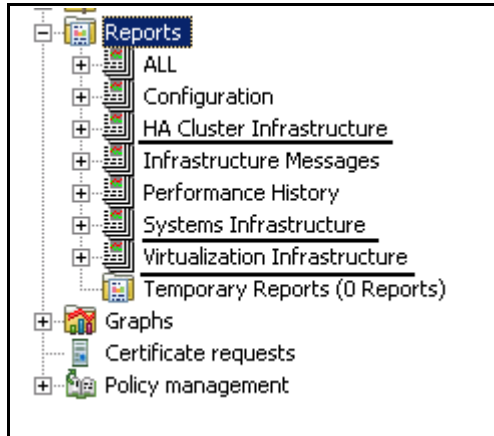 Reports
ALL
Configuration
HA Cluster Infrastructure
Infrastructure Messages
Performance History
Systems Infrastructure
Virtualization Infrastructure
Temporary Reports (0 Reports)
Graphs
Certificate requests
Policy management